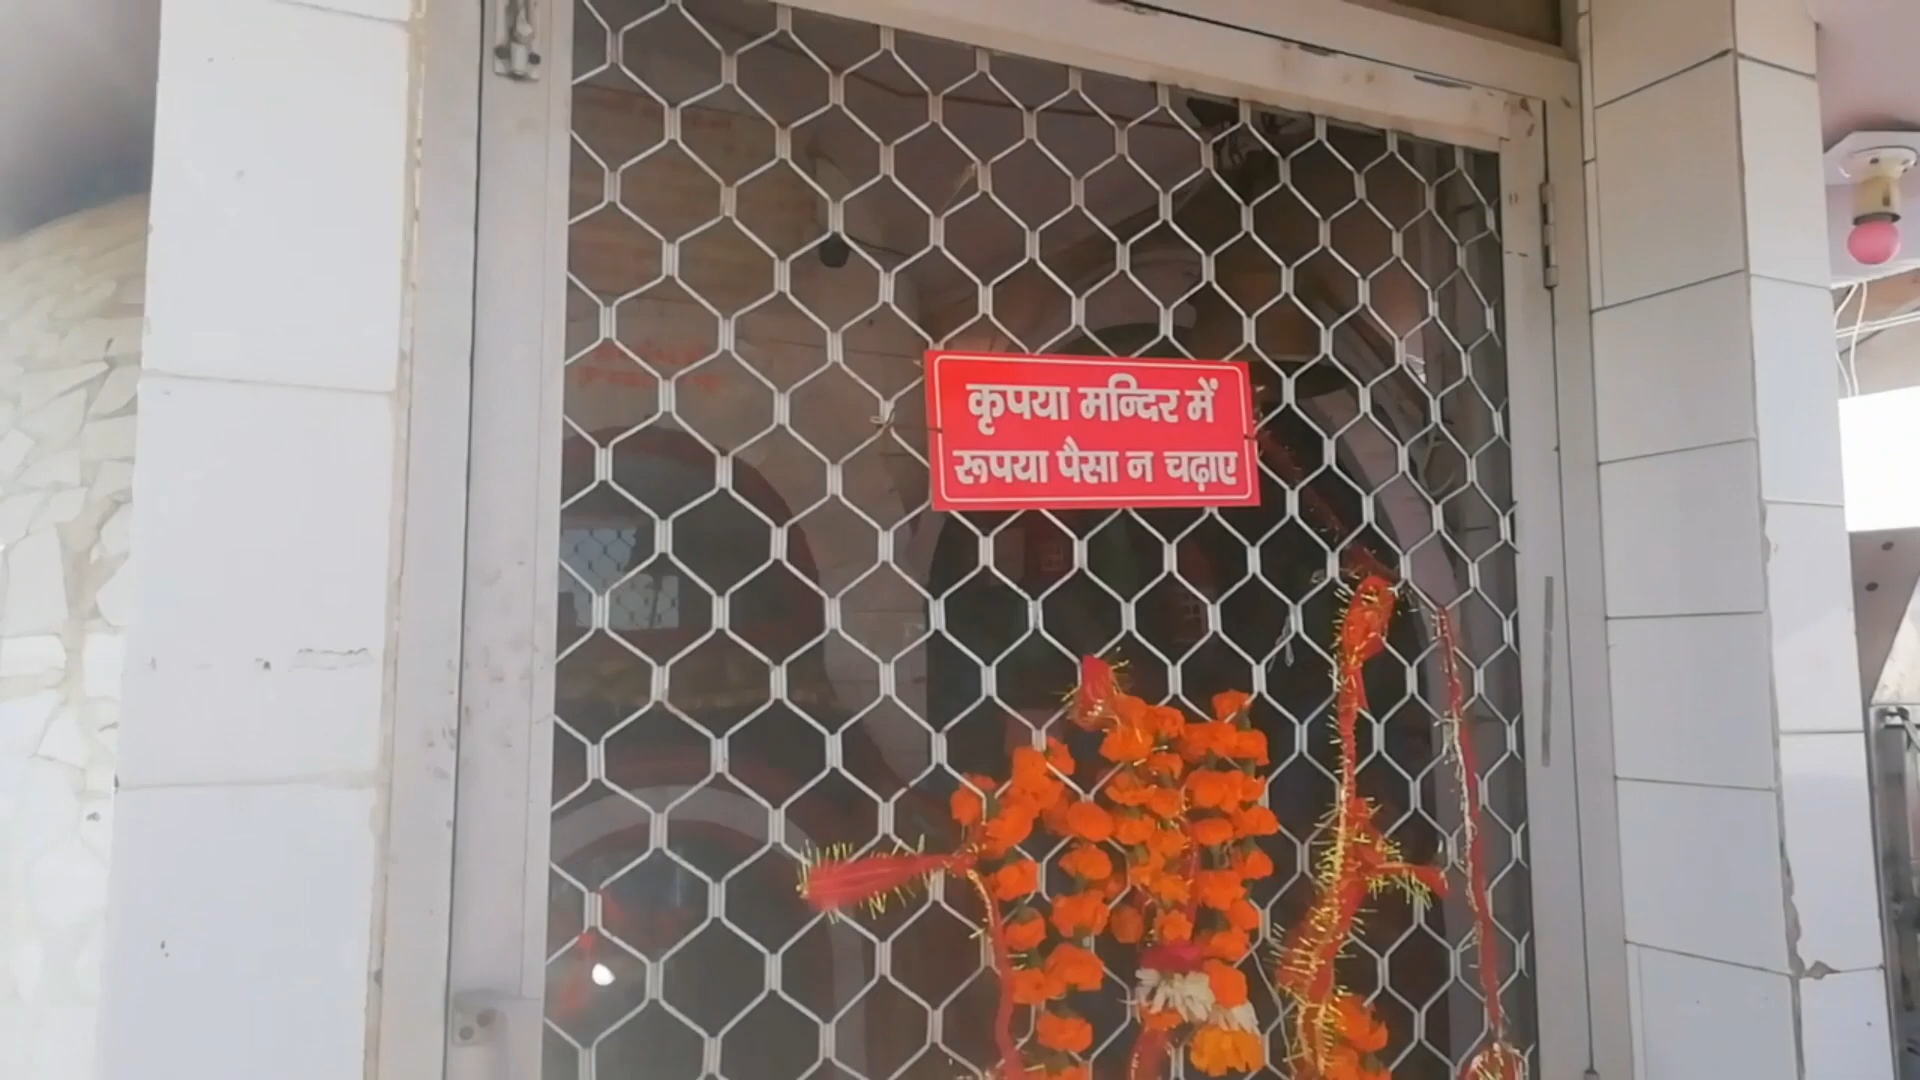 कृपया मन्दिर में
रूपया पैसा न चढ़ाए